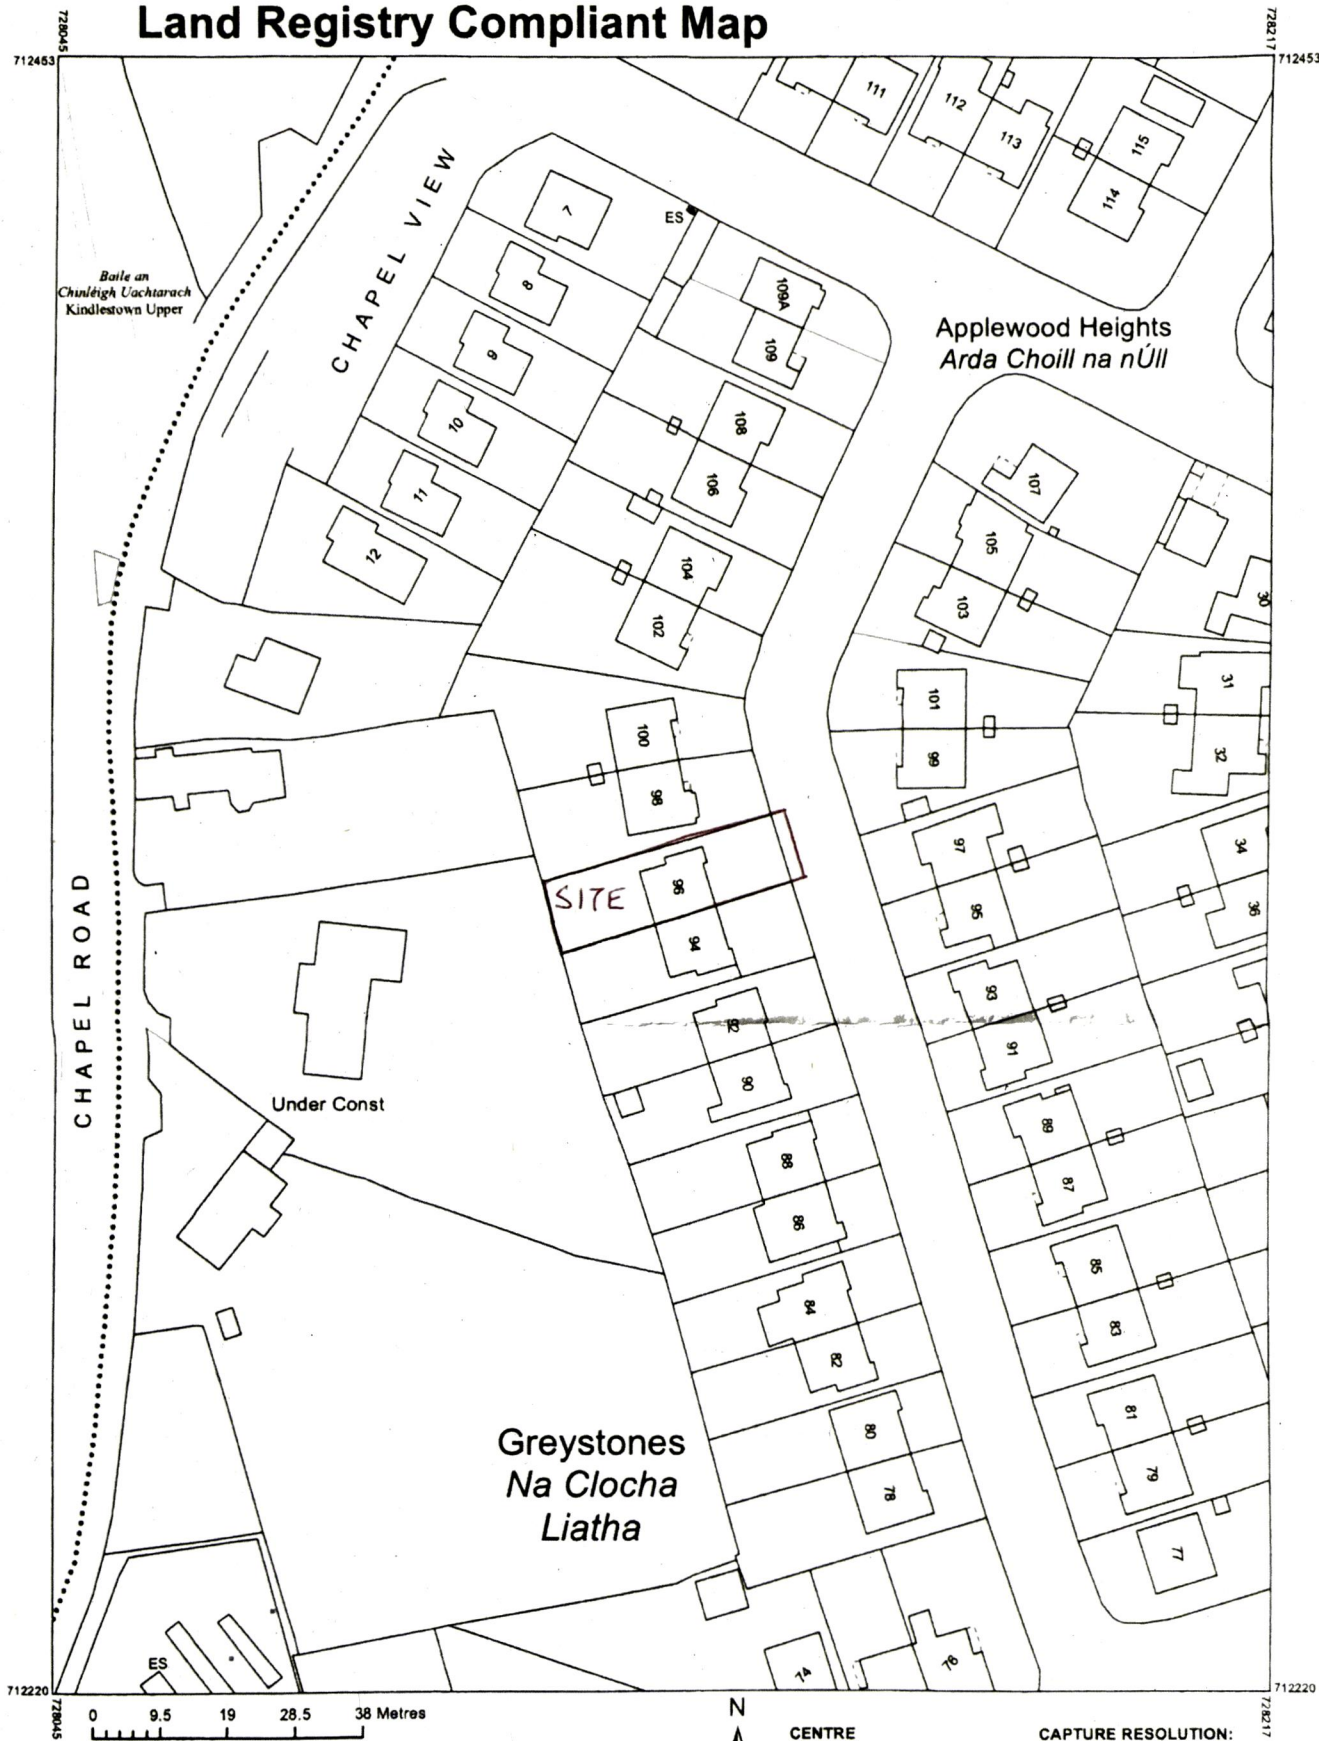 Land Registry Compliant Map
728045
728217
712453
712453
111
112
113
115
114
CHAPEL VIEW
7
ES
8
109A
Baile an
Chinléigh Uachtarach
Kindlestown Upper
9
109
Applewood Heights
Arda Choill na nÚll
10
108
11
106
107
12
104
105
102
103
30
101
31
100
99
32
98
97
34
SITE
96
95
36
94
93
CHAPEL ROAD
92
91
90
Under Const
89
88
87
86
85
84
83
82
81
80
79
78
Greystones
Na Clocha
Liatha
77
76
74
ES
712220
712220
728045
728217
0 9.5 19 28.5 38 Metres
N
CENTRE
CAPTURE RESOLUTION: